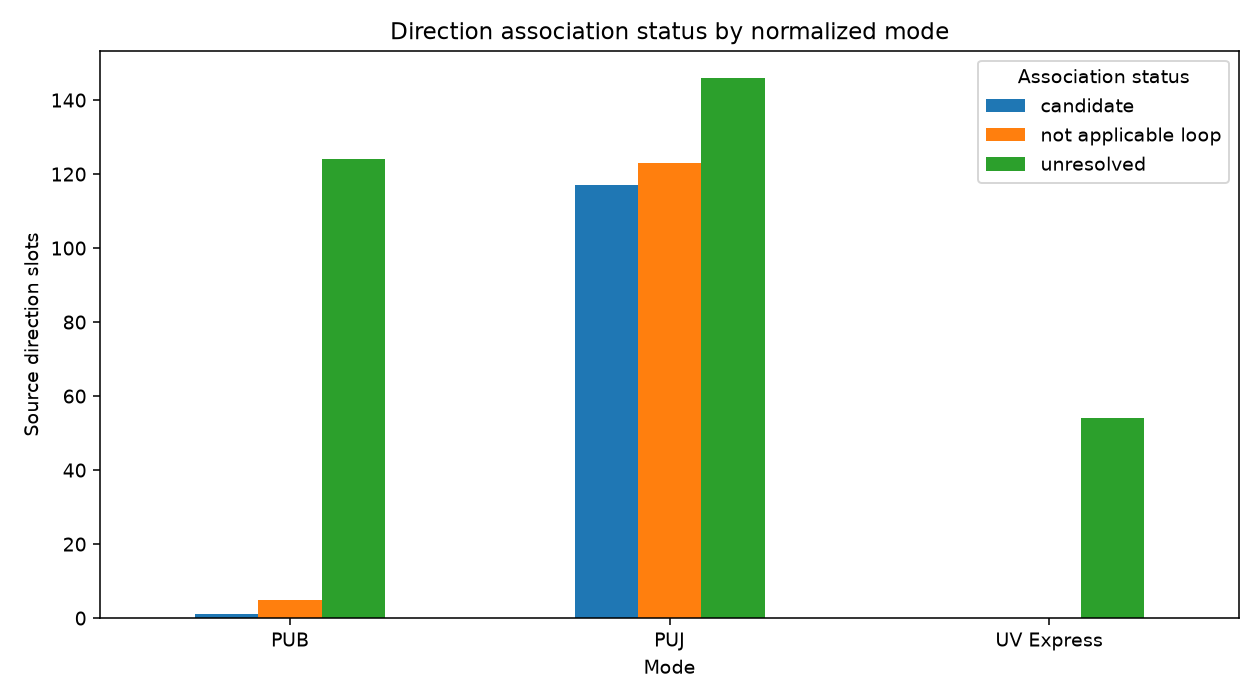 Direction association status by normalized mode
Association status
candidate
not applicable loop
unresolved
Source direction slots
140
120
100
80
60
40
20
0
PUB
PUJ
UV Express
Mode